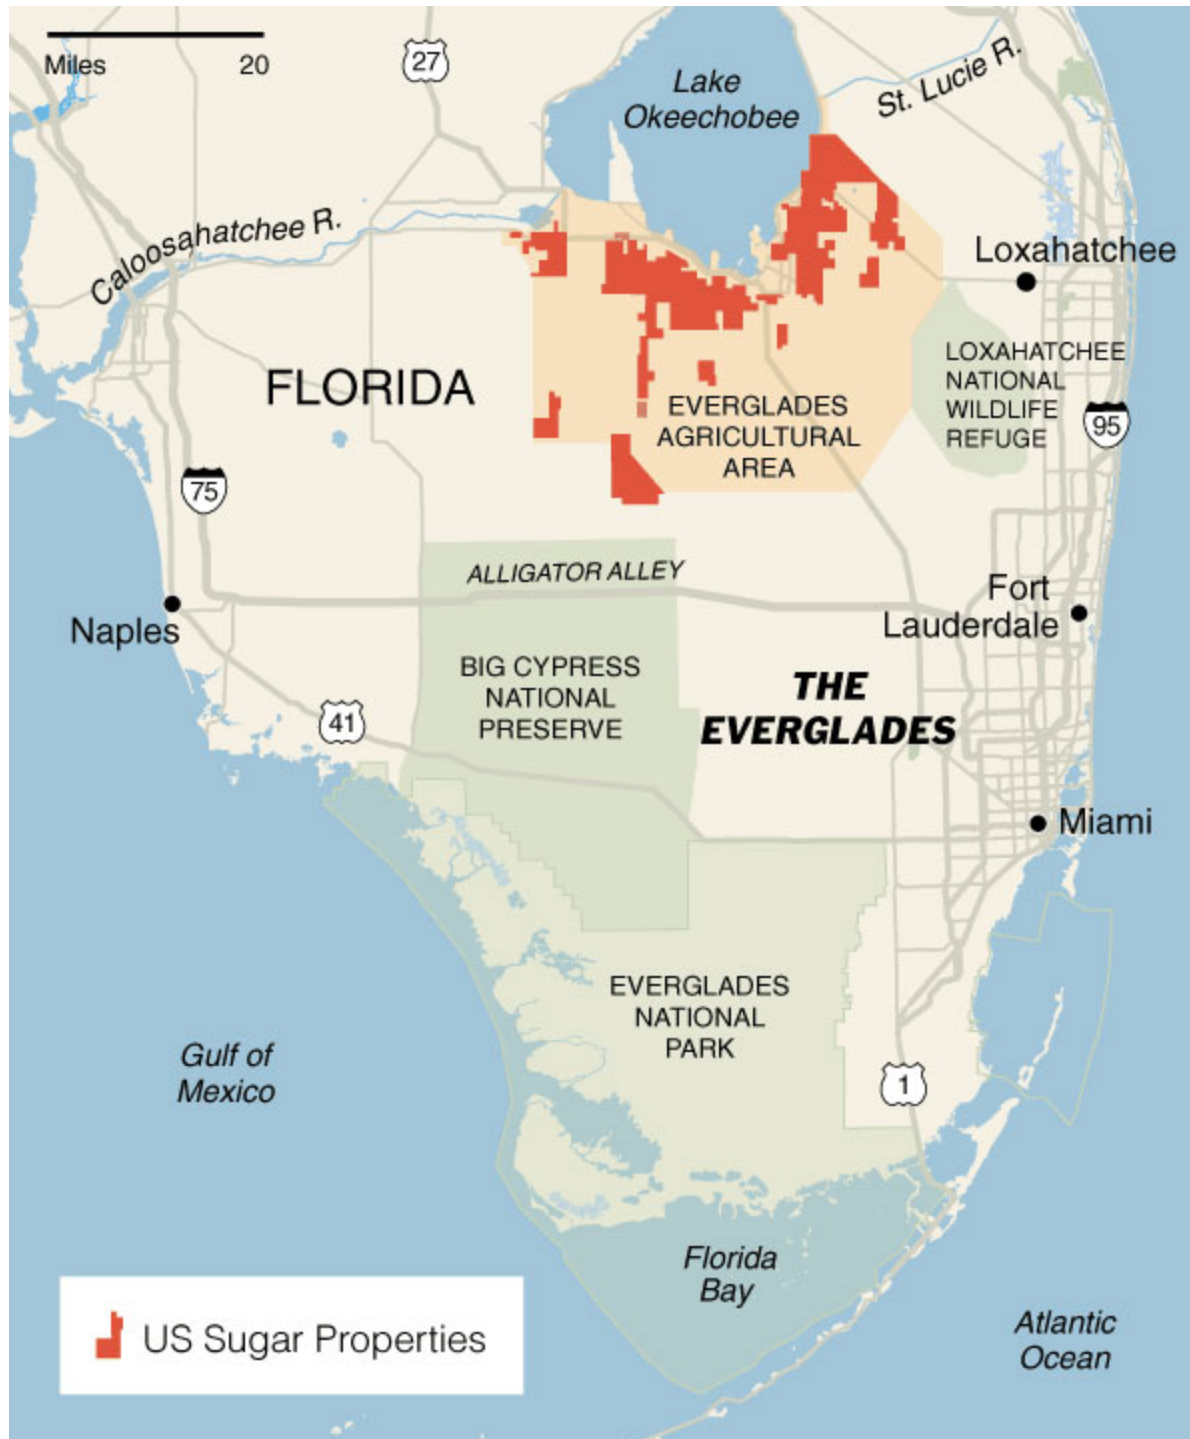 Miles 20
27
Lake
Okeechobee
St. Lucie R.
Caloosahatchee R.
Loxahatchee
FLORIDA
LOXAHATCHEE
NATIONAL
WILDLIFE
REFUGE
EVERGLADES
AGRICULTURAL
AREA
95
75
ALLIGATOR ALLEY
Fort
Lauderdale
Naples
BIG CYPRESS
NATIONAL
PRESERVE
THE
EVERGLADES
41
Miami
EVERGLADES
NATIONAL
PARK
Gulf of
Mexico
1
Florida
Bay
US Sugar Properties
Atlantic
Ocean